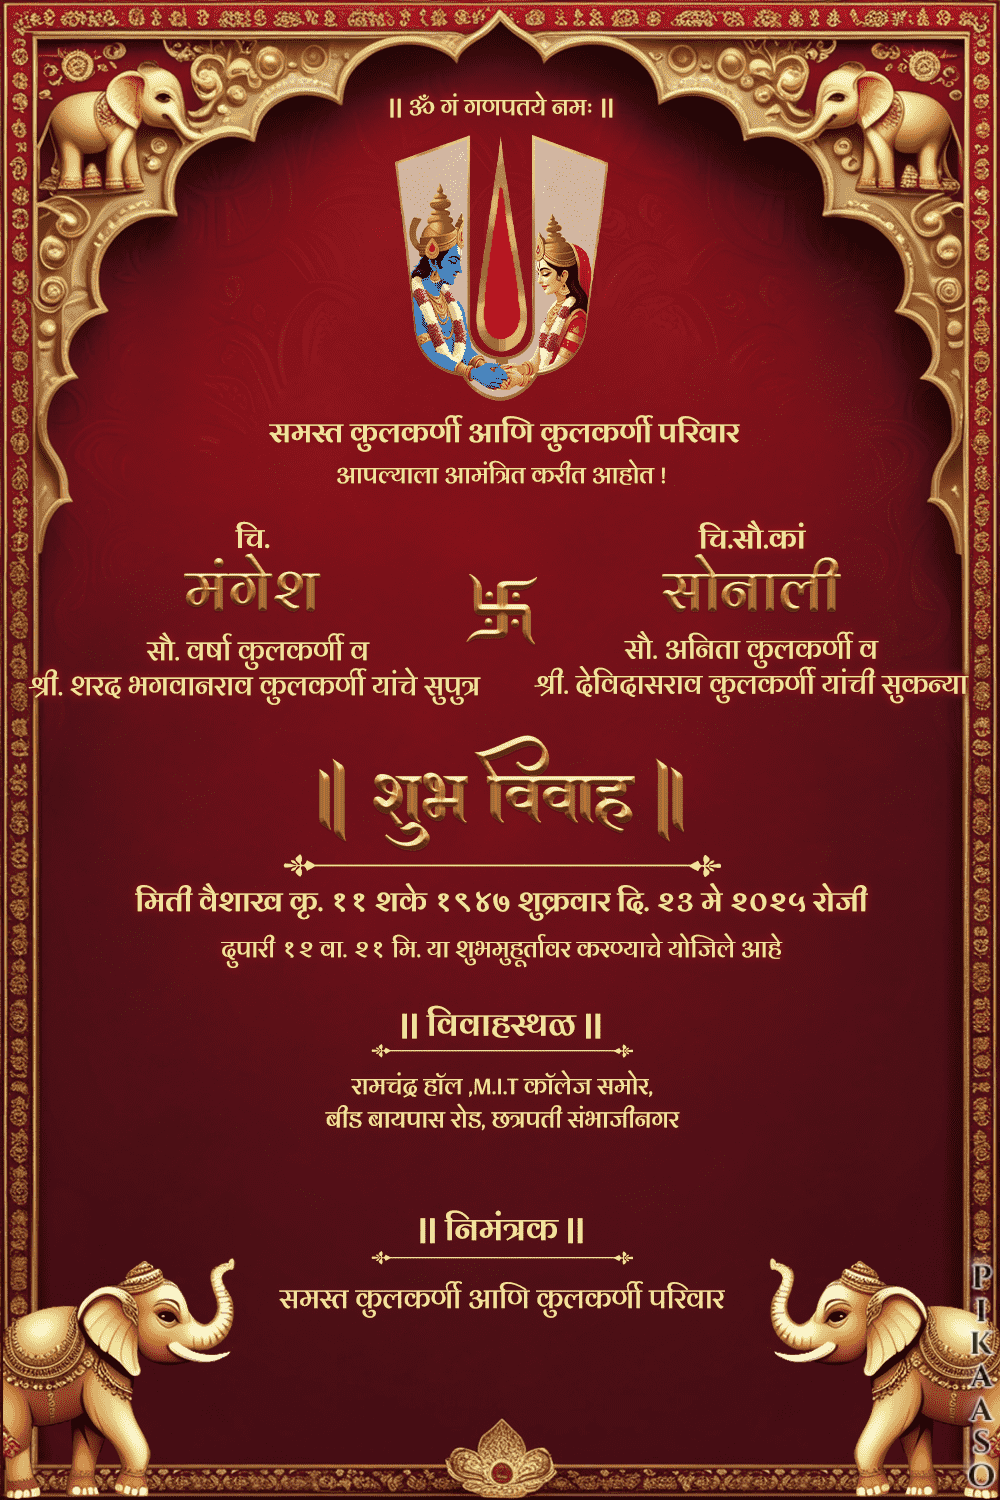 || ॐ गं गणपतये नमः ||
समस्त कुलकर्णी आणि कुलकर्णी परिवार
आपल्याला आमंत्रित करीत आहोत !
चि.
मंगेश
सौ. वर्षा कुलकर्णी व
श्री. शरद भगवानराव कुलकर्णी यांचे सुपुत्र
चि.सौ.कां
सोनाली
सौ. अनिता कुलकर्णी व
श्री. देविदासराव कुलकर्णी यांची सुकन्या
|| शुभ विवाह ||
मिती वैशाख कृ. ११ शके १९४७ शुक्रवार दि. २३ मे २०२५ रोजी
दुपारी १२ वा. २१ मि. या शुभमुहूर्तावर करण्याचे योजिले आहे
|| विवाहस्थळ ||
रामचंद्र हॉल ,M.I.T कॉलेज समोर,
बीड बायपास रोड, छत्रपती संभाजीनगर
|| निमंत्रक ||
समस्त कुलकर्णी आणि कुलकर्णी परिवार
PIKAASO